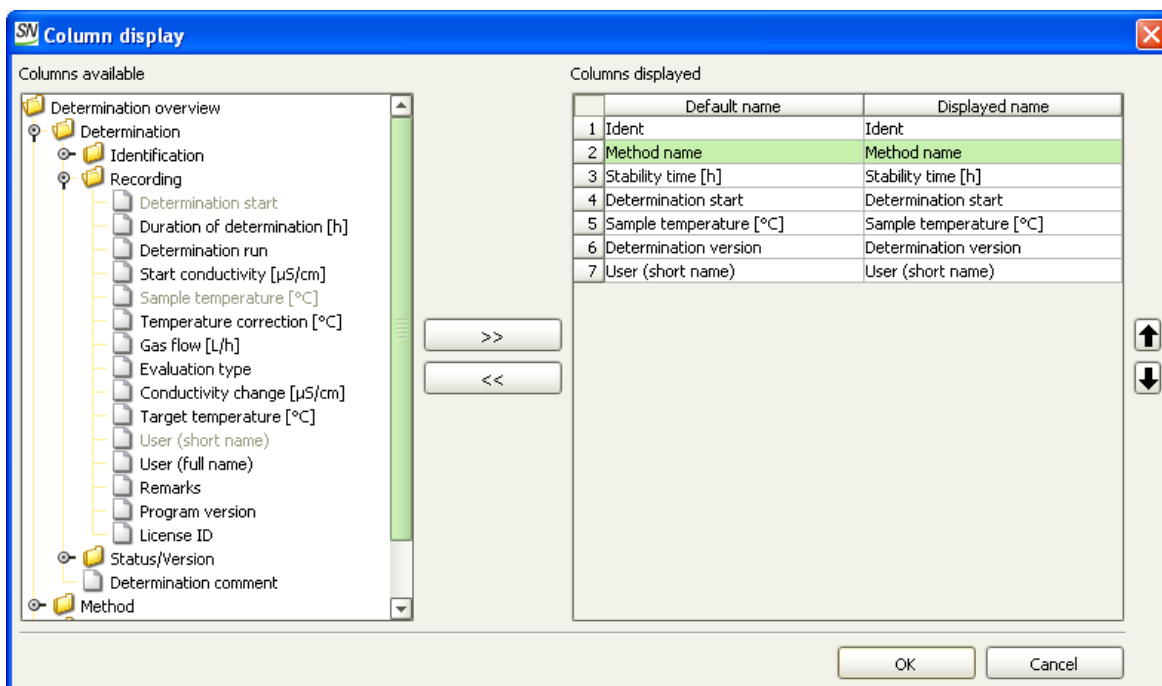 SN Column display
Columns available
Determination overview
Determination
Identification
Recording
Determination start
Duration of determination [h]
Determination run
Start conductivity [µS/cm]
Sample temperature [°C]
Temperature correction [°C]
Gas flow [L/h]
Evaluation type
Conductivity change [µS/cm]
Target temperature [°C]
User (short name)
User (full name)
Remarks
Program version
License ID
Status/Version
Determination comment
Method
>>
<<
Columns displayed
Default name Displayed name
1 Ident Ident
2 Method name Method name
3 Stability time [h] Stability time [h]
4 Determination start Determination start
5 Sample temperature [°C] Sample temperature [°C]
6 Determination version Determination version
7 User (short name) User (short name)
OK Cancel